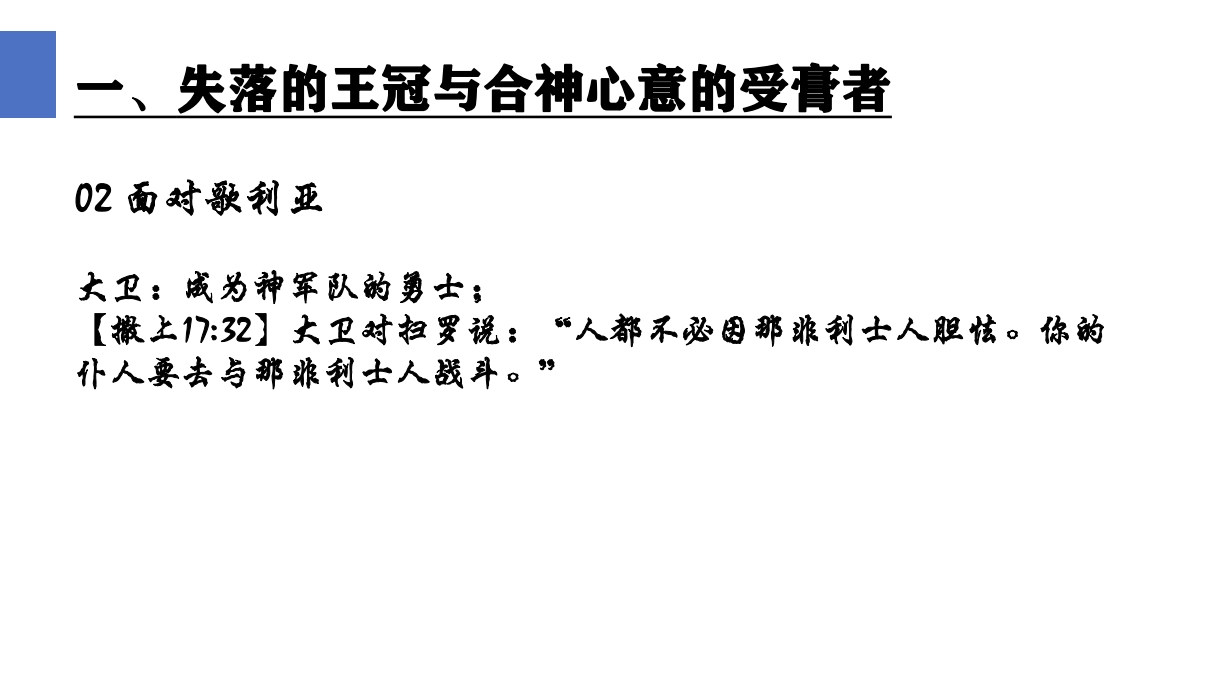 一、失落的王冠与合神心意的受膏者
02 面对歌利亚
大卫：成为神军队的勇士；
【撒上17:32】大卫对扫罗说：“人都不必因那非利士人胆怯。你的
仆人要去与那非利士人战斗。”